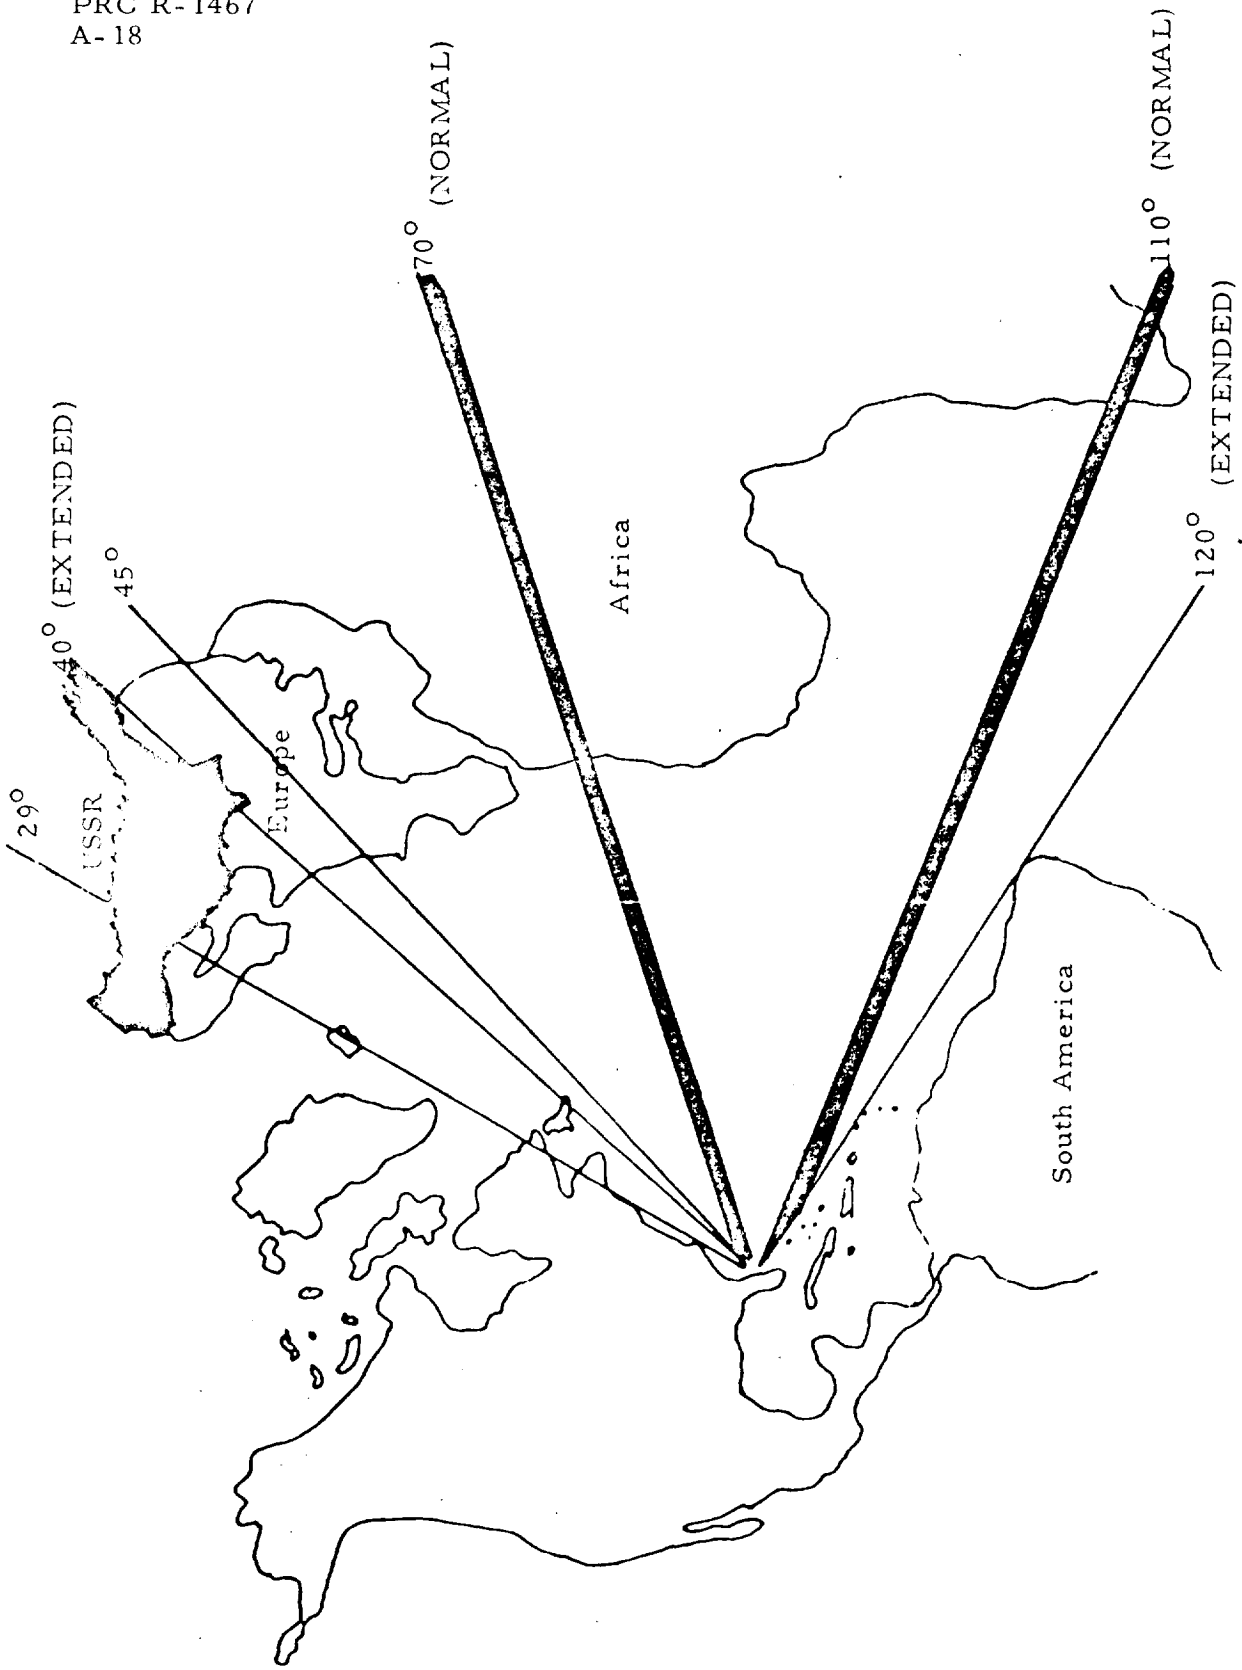 PRC R-1467
A-18
29°
USSR
40° (EXTENDED)
45°
Europe
70° (NORMAL)
Africa
110° (NORMAL)
120° (EXTENDED)
South America